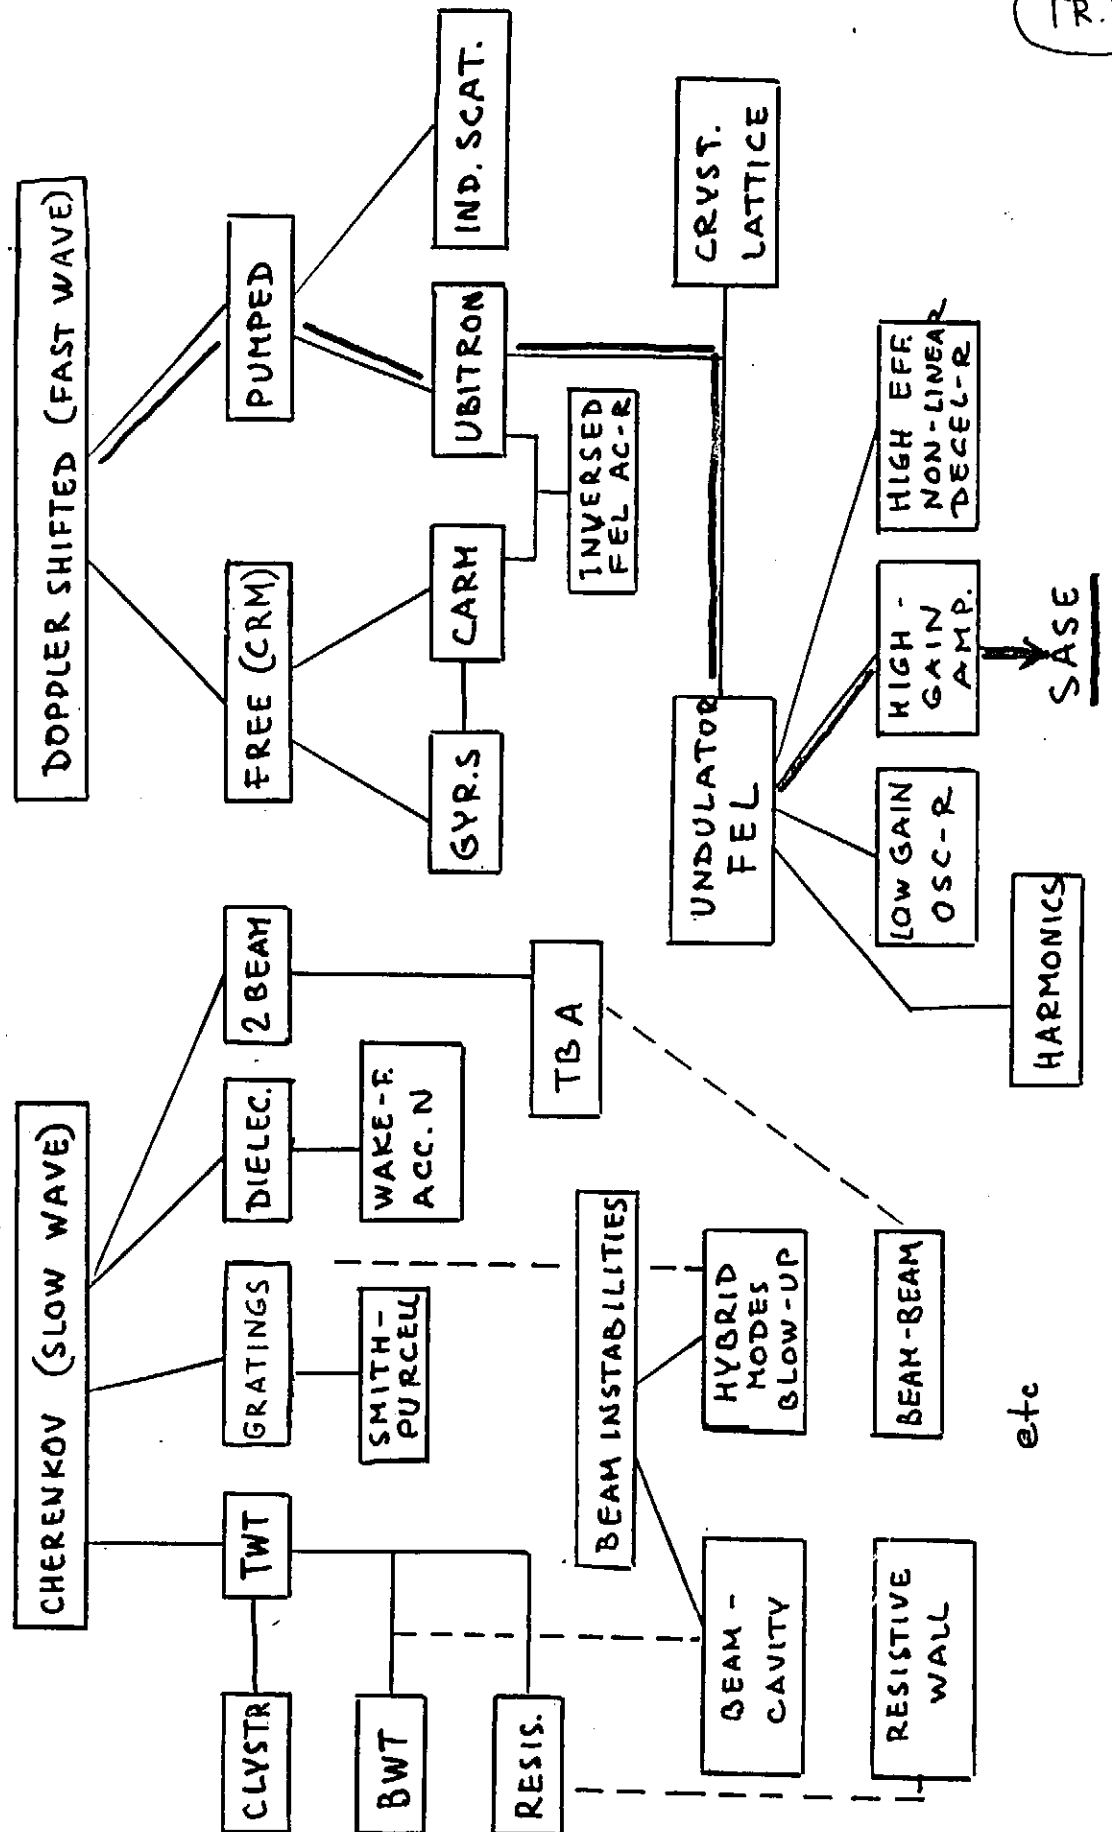 TR.
CHERENKOV (SLOW WAVE)
DOPPLER SHIFTED (FAST WAVE)
CLYSTR
TWT
GRATINGS
DIELEC.
2 BEAM
FREE (CRM)
PUMPED
BWT
SMITH-
PURCELL
WAKE-F.
ACC.N
GYR.S
CARM
UBITRON
IND. SCAT.
RESIS.
TBA
INVERSED
FEL AC-R
BEAM INSTABILITIES
BEAM-
CAVITY
HYBRID
MODES
BLOW-UP
UNDULATOR
FEL
CRYST.
LATTICE
RESISTIVE
WALL
BEAM-BEAM
LOW GAIN
OSC-R
HIGH-
GAIN
AMP.
HIGH EFF.
NON-LINEAR
DECEL-R
etc
HARMONICS
SASE